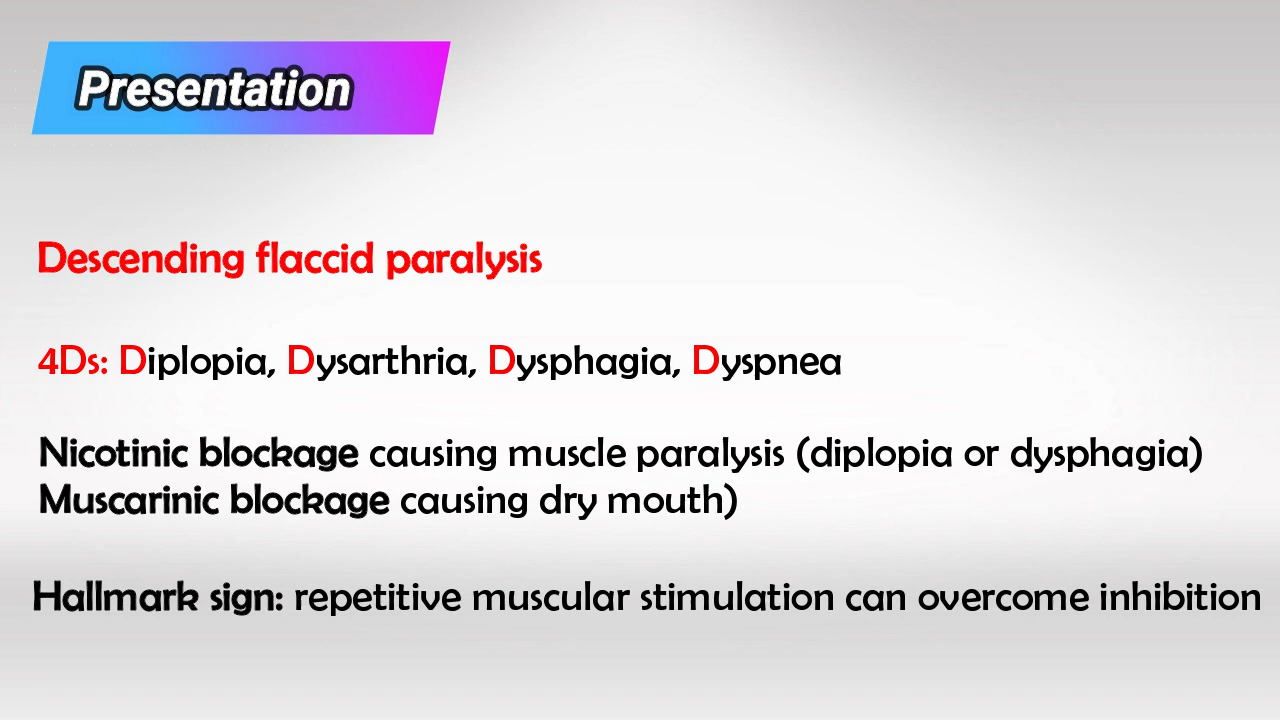 Presentation
Descending flaccid paralysis
4Ds: Diplopia, Dysarthria, Dysphagia, Dyspnea
Nicotinic blockage causing muscle paralysis (diplopia or dysphagia)
Muscarinic blockage causing dry mouth)
Hallmark sign: repetitive muscular stimulation can overcome inhibition